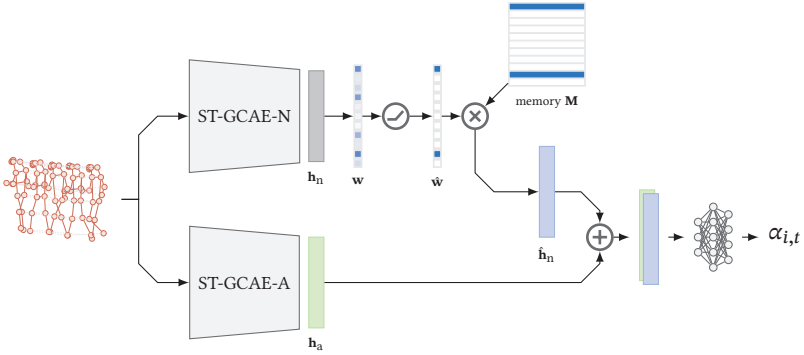 memory M
ST-GCAE-N
h_n
w
ŵ
ĥ_n
α_{i,t}
ST-GCAE-A
h_a